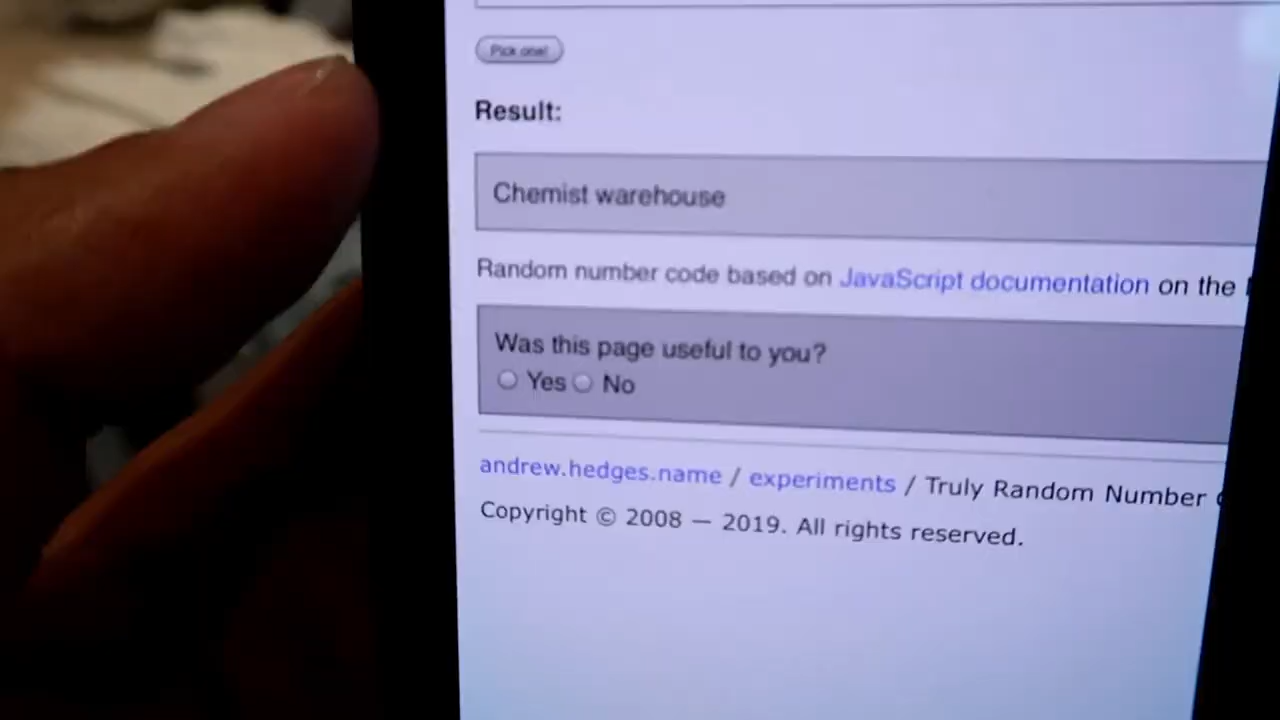 Pick one!
Result:
Chemist warehouse
Random number code based on JavaScript documentation on the
Was this page useful to you?
Yes No
andrew.hedges.name / experiments / Truly Random Number
Copyright © 2008 — 2019. All rights reserved.